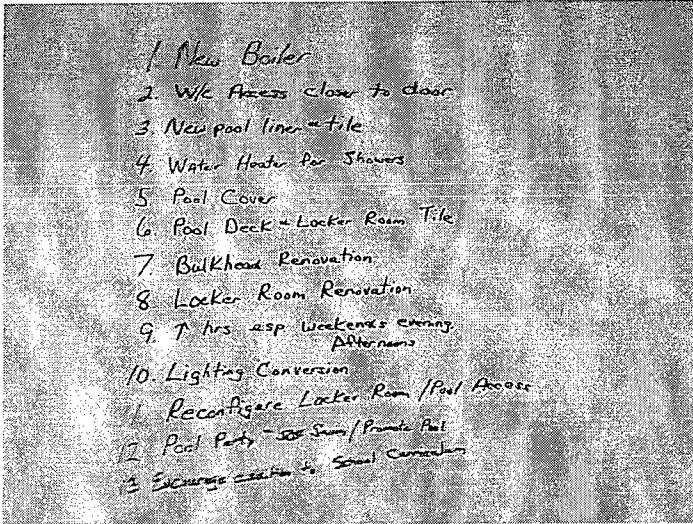 1 New Boiler
2. W/c Access closer to door
3. New pool liner & tile
4. Water Heater for Showers
5 Pool Cover
6. Pool Deck & Locker Room Tile
7 Bulkhead Renovation
8 Locker Room Renovation
9. ↑ hrs esp weekends evening,
Afternoons
10. Lighting Conversion
11 Reconfigure Locker Room / Pool Access
12 Pool Party - Swim / Promote Pool
13 Encourage to School Curriculum